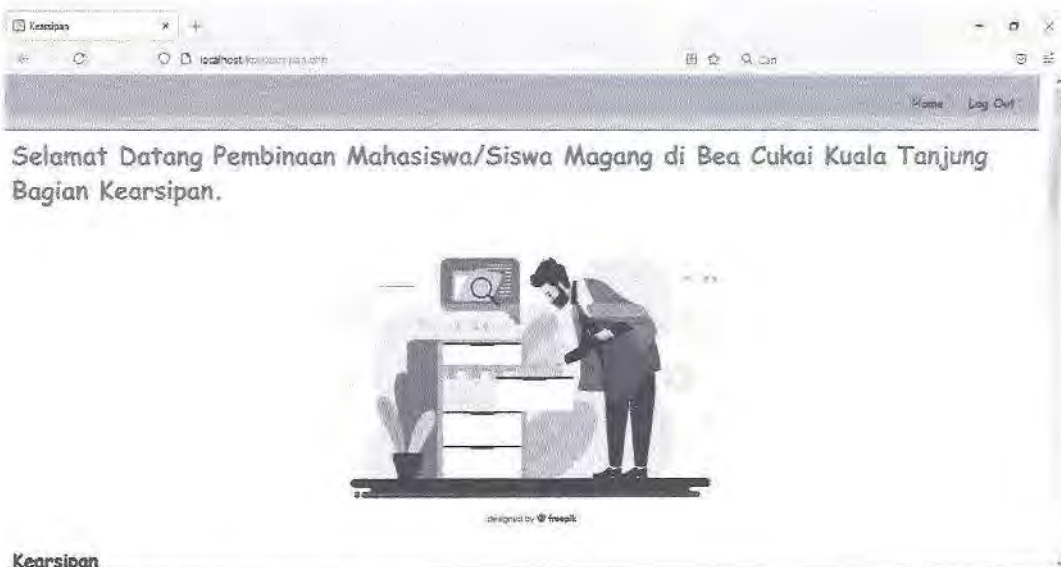 Kearsipan
localhost
Cari
Home Log Out
Selamat Datang Pembinaan Mahasiswa/Siswa Magang di Bea Cukai Kuala Tanjung
Bagian Kearsipan.
designed by freepik
Kearsipan